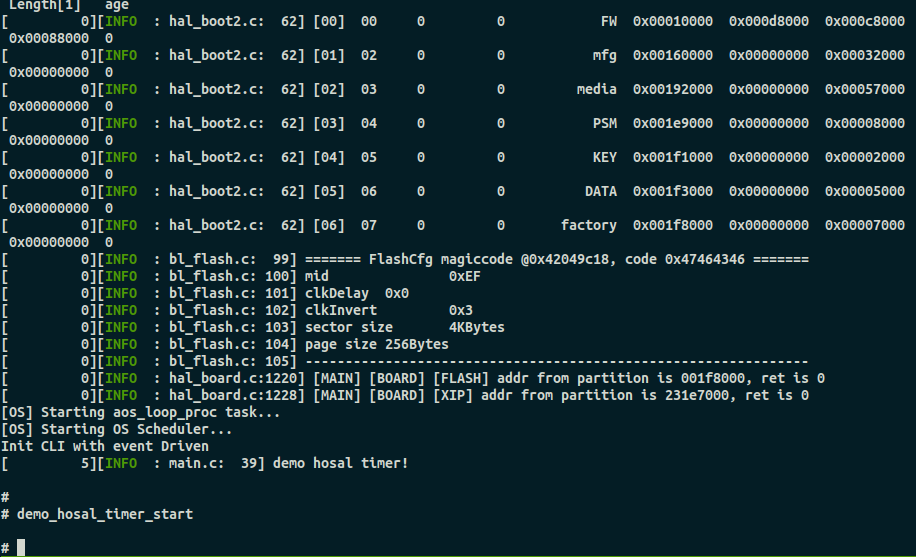 Length[1]   age
[         0][INFO  : hal_boot2.c:  62] [00]  00     0         0            FW  0x00010000  0x000d8000  0x000c8000
 0x00088000  0
[         0][INFO  : hal_boot2.c:  62] [01]  02     0         0           mfg  0x00160000  0x00000000  0x00032000
 0x00000000  0
[         0][INFO  : hal_boot2.c:  62] [02]  03     0         0         media  0x00192000  0x00000000  0x00057000
 0x00000000  0
[         0][INFO  : hal_boot2.c:  62] [03]  04     0         0           PSM  0x001e9000  0x00000000  0x00008000
 0x00000000  0
[         0][INFO  : hal_boot2.c:  62] [04]  05     0         0           KEY  0x001f1000  0x00000000  0x00002000
 0x00000000  0
[         0][INFO  : hal_boot2.c:  62] [05]  06     0         0          DATA  0x001f3000  0x00000000  0x00005000
 0x00000000  0
[         0][INFO  : hal_boot2.c:  62] [06]  07     0         0       factory  0x001f8000  0x00000000  0x00007000
 0x00000000  0
[         0][INFO  : bl_flash.c:  99] ======= FlashCfg magiccode @0x42049c18, code 0x47464346 =======
[         0][INFO  : bl_flash.c: 100] mid               0xEF
[         0][INFO  : bl_flash.c: 101] clkDelay  0x0
[         0][INFO  : bl_flash.c: 102] clkInvert         0x3
[         0][INFO  : bl_flash.c: 103] sector size       4KBytes
[         0][INFO  : bl_flash.c: 104] page size 256Bytes
[         0][INFO  : bl_flash.c: 105] ---------------------------------------------------------------
[         0][INFO  : hal_board.c:1220] [MAIN] [BOARD] [FLASH] addr from partition is 001f8000, ret is 0
[         0][INFO  : hal_board.c:1228] [MAIN] [BOARD] [XIP] addr from partition is 231e7000, ret is 0
[OS] Starting aos_loop_proc task...
[OS] Starting OS Scheduler...
Init CLI with event Driven
[         5][INFO  : main.c:  39] demo hosal timer!
#
# demo_hosal_timer_start
#